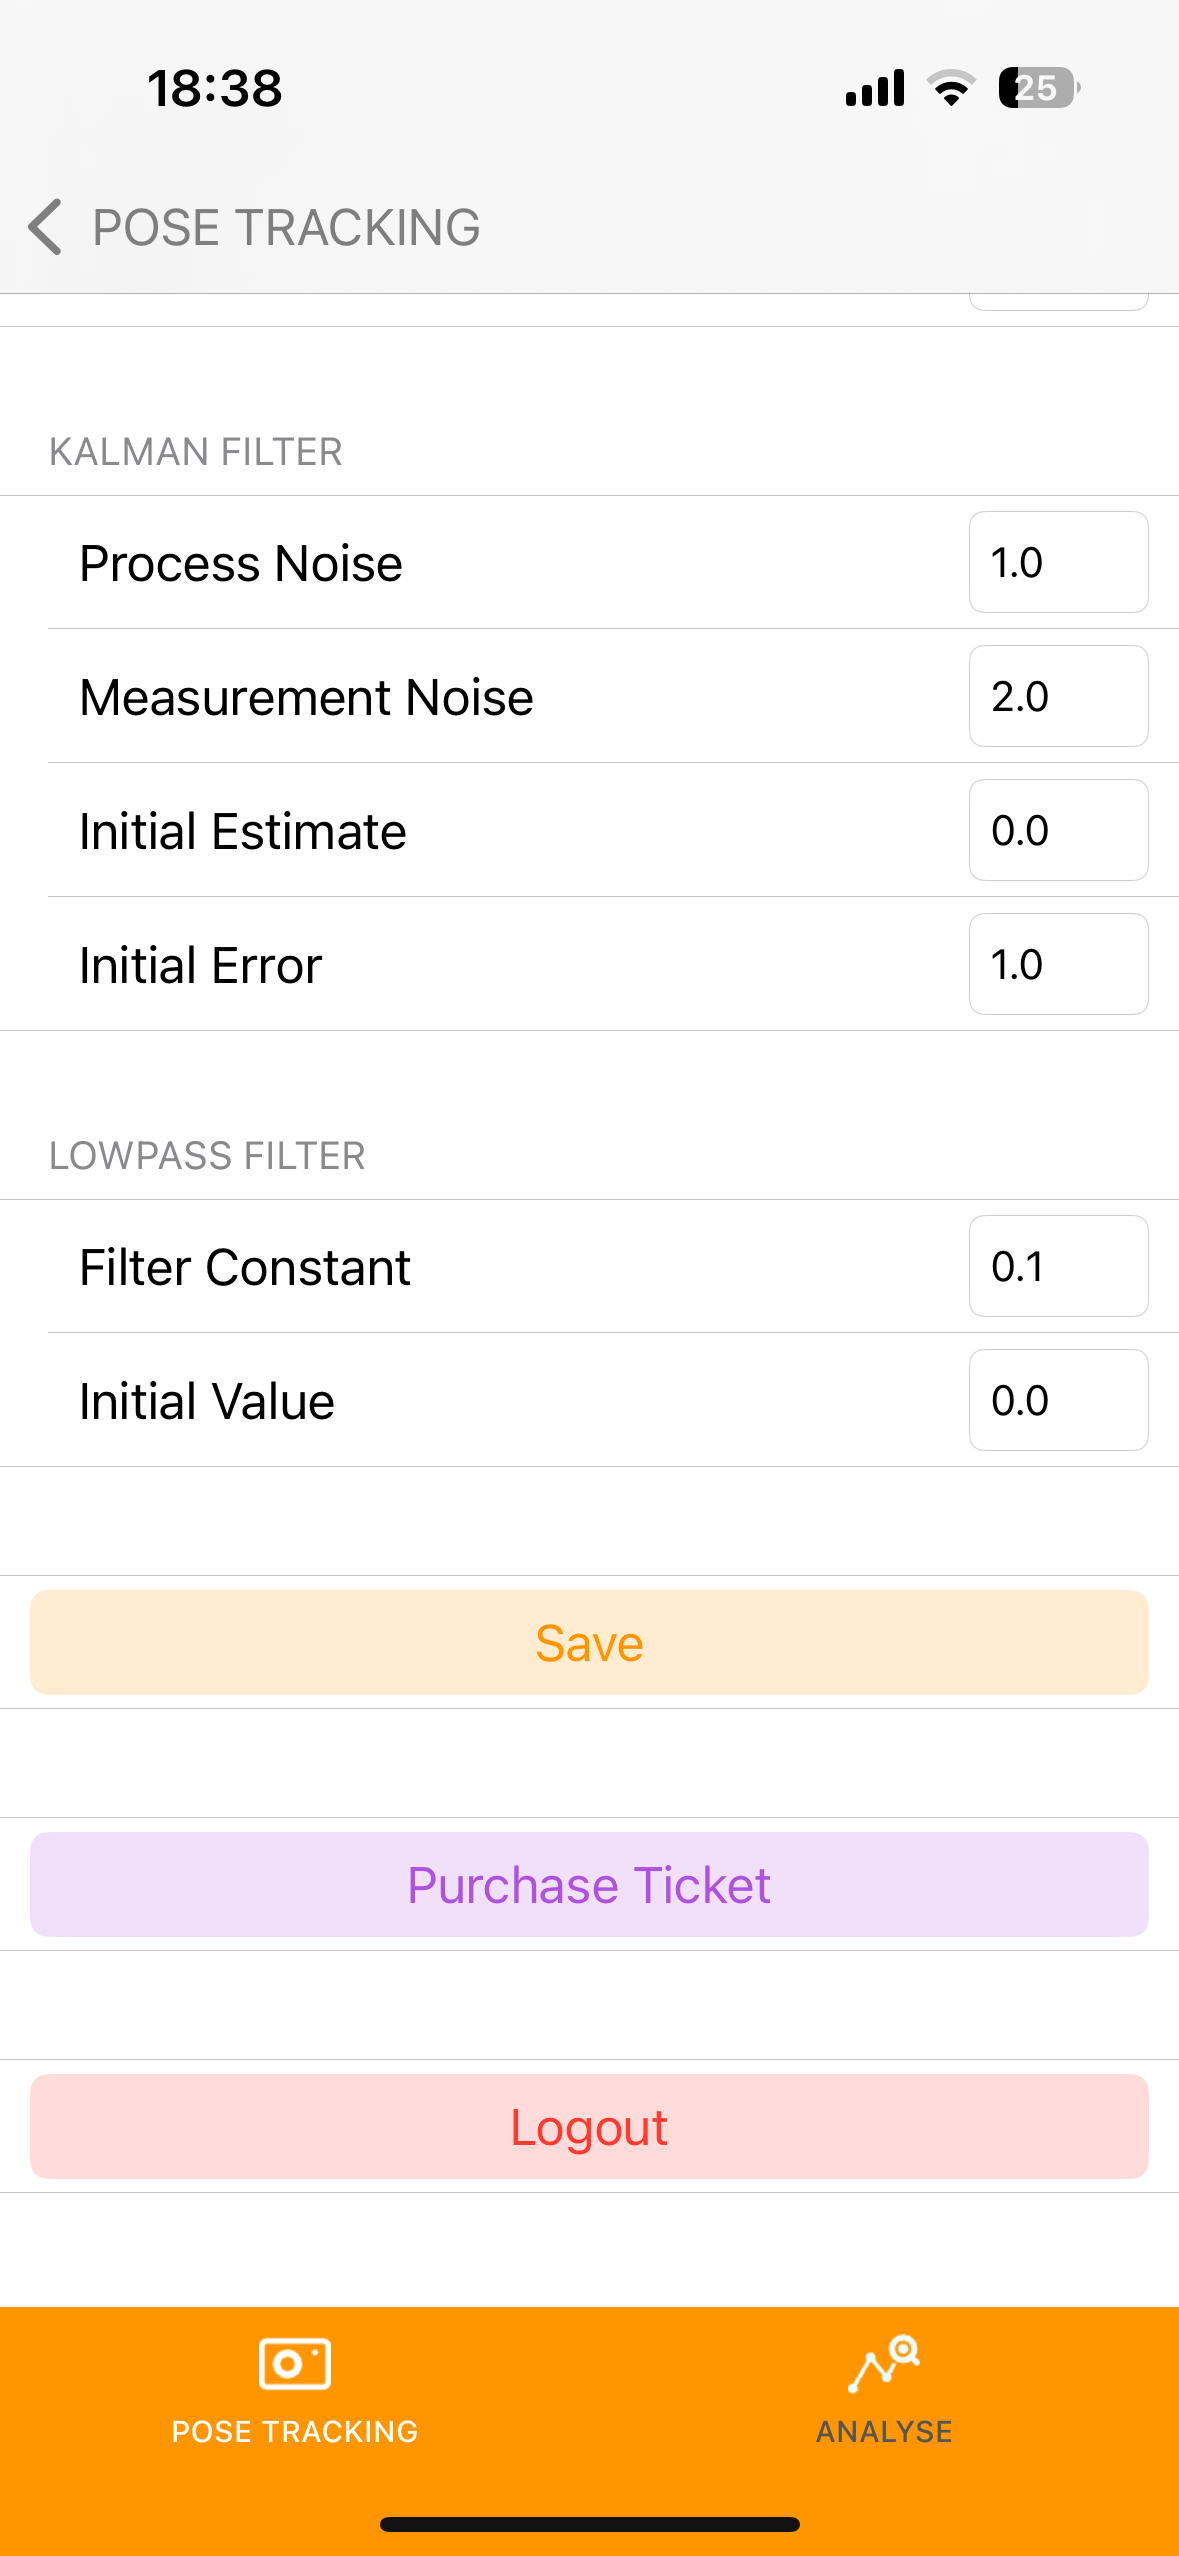 18:38
25
POSE TRACKING
KALMAN FILTER
Process Noise
1.0
Measurement Noise
2.0
Initial Estimate
0.0
Initial Error
1.0
LOWPASS FILTER
Filter Constant
0.1
Initial Value
0.0
Save
Purchase Ticket
Logout
POSE TRACKING
ANALYSE